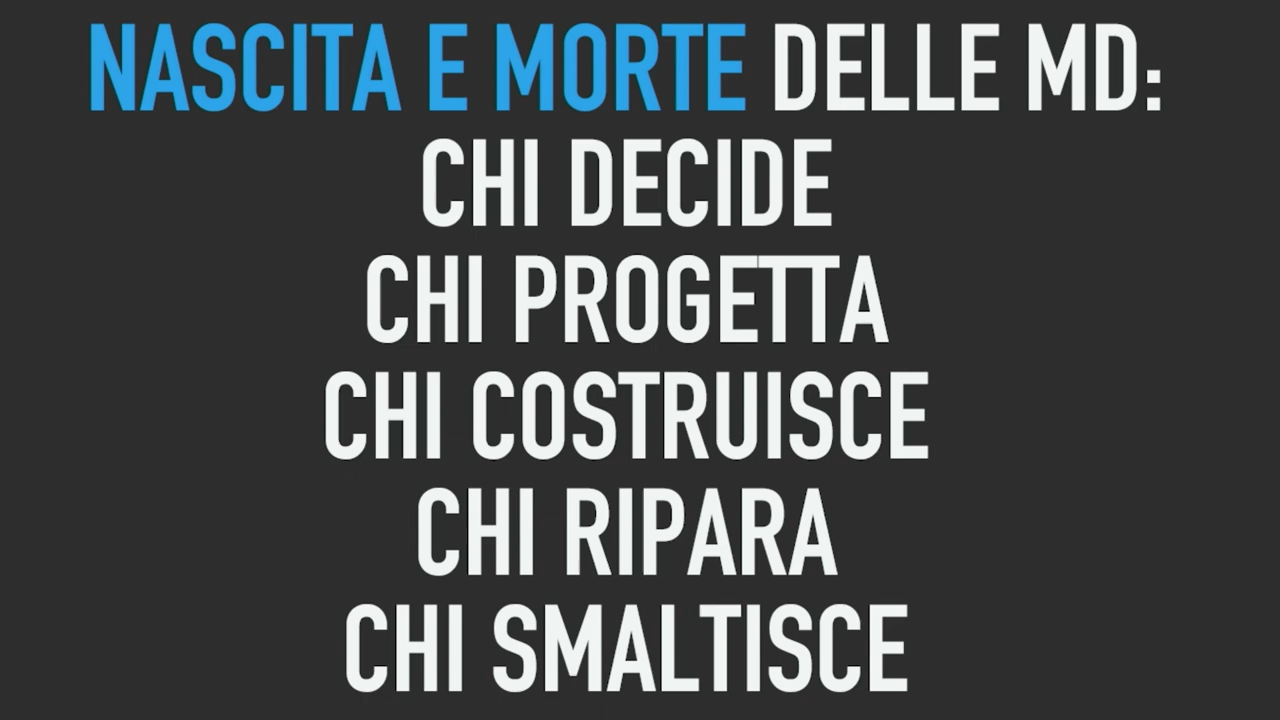 NASCITA E MORTE DELLE MD:
CHI DECIDE
CHI PROGETTA
CHI COSTRUISCE
CHI RIPARA
CHI SMALTISCE